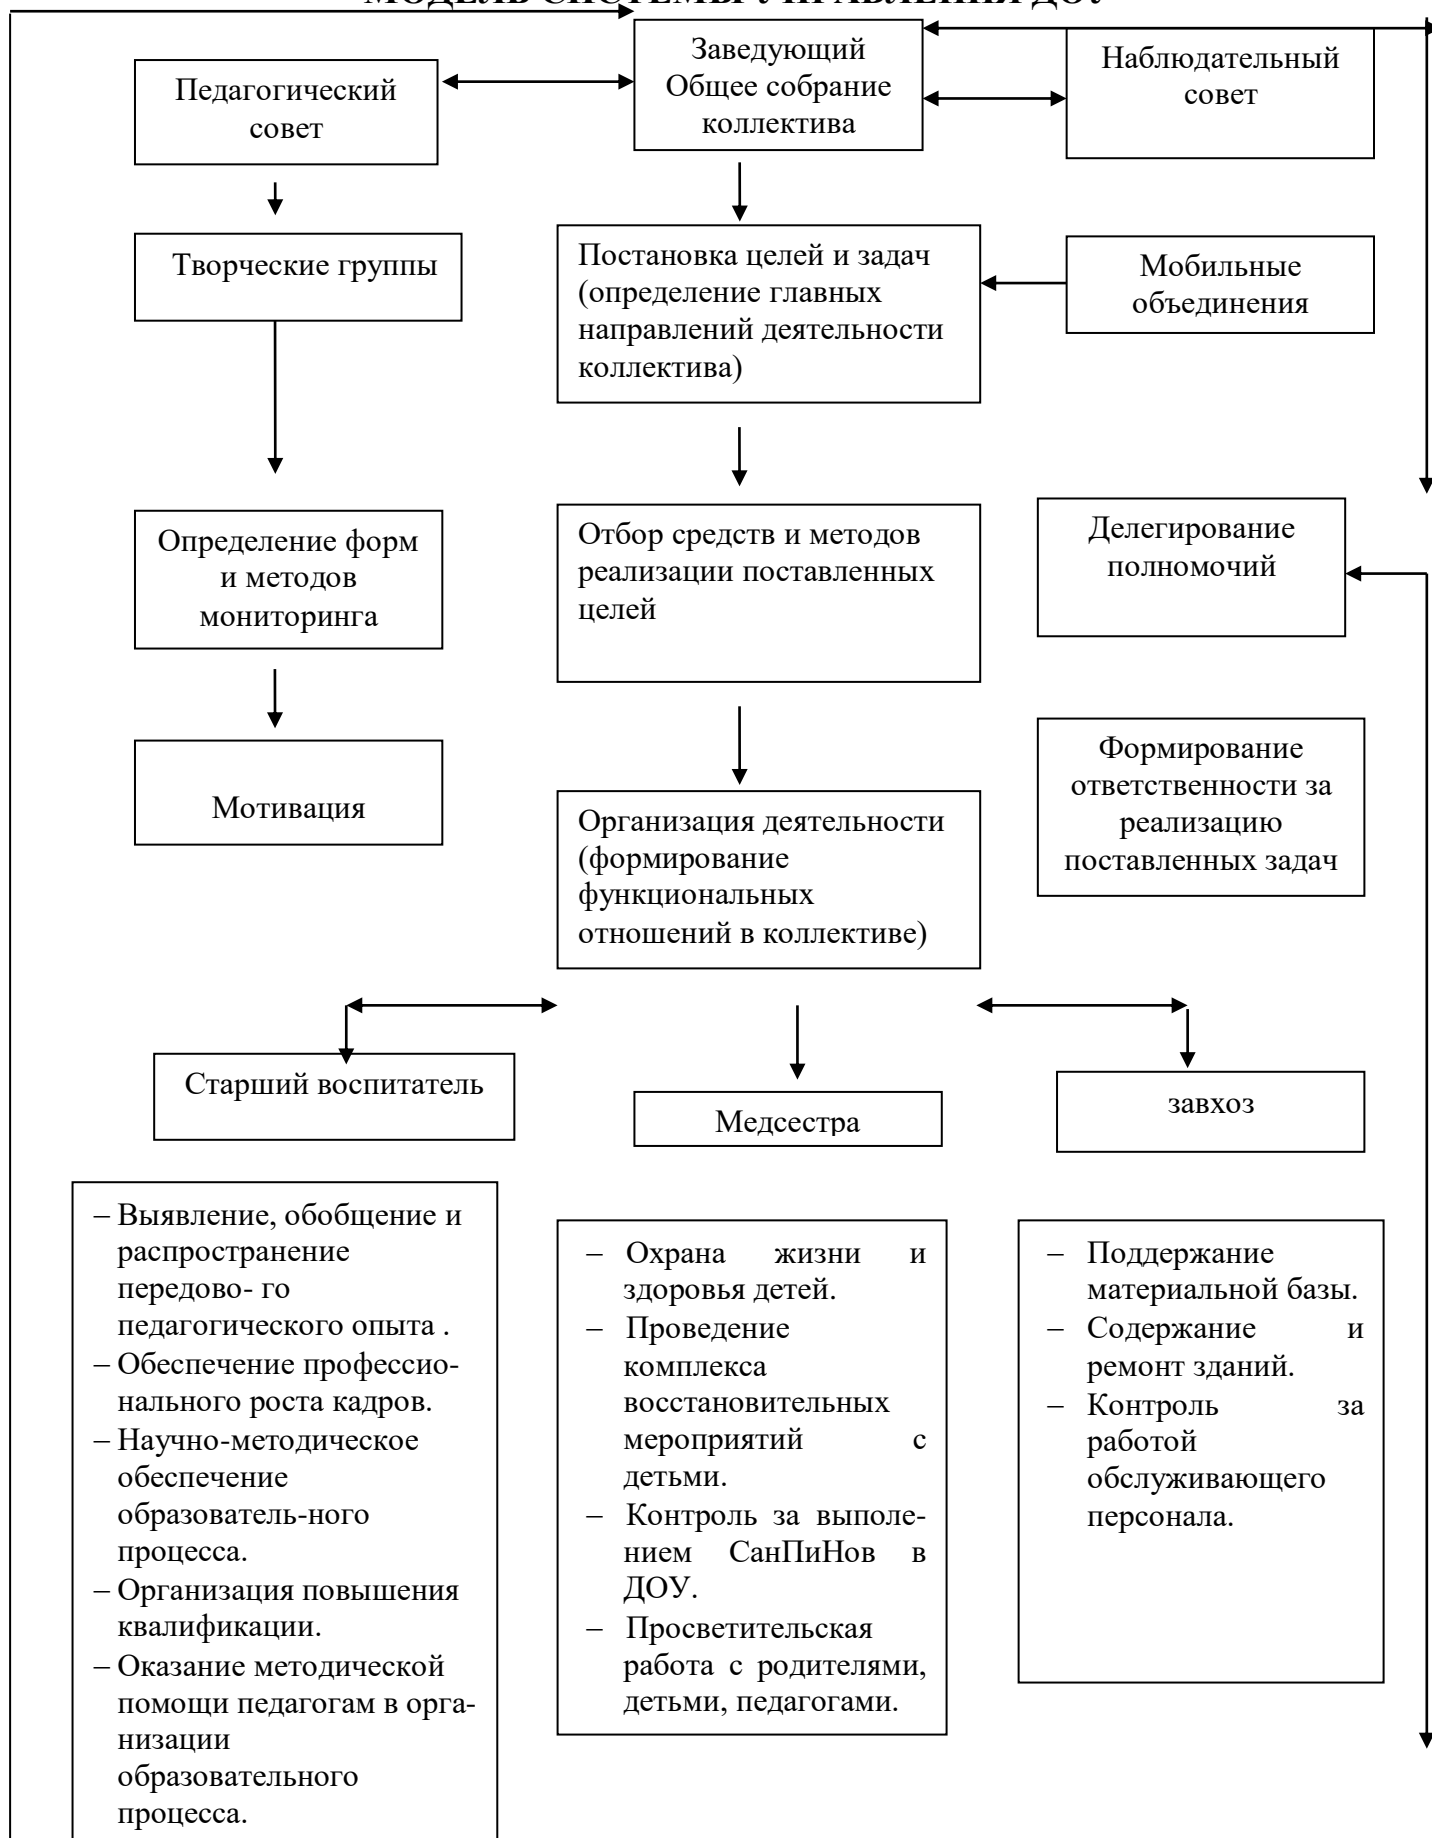 МОДЕЛЬ СИСТЕМЫ УПРАВЛЕНИЯ ДОУ
Заведующий
Общее собрание
коллектива
Педагогический
совет
Наблюдательный
совет
Творческие группы
Постановка целей и задач
(определение главных
направлений деятельности
коллектива)
Мобильные
объединения
Определение форм
и методов
мониторинга
Отбор средств и методов
реализации поставленных
целей
Делегирование
полномочий
Мотивация
Организация деятельности
(формирование
функциональных
отношений в коллективе)
Формирование
ответственности за
реализацию
поставленных задач
Старший воспитатель
Медсестра
завхоз
– Выявление, обобщение и
распространение
передово- го
педагогического опыта .
– Обеспечение профессио-
нального роста кадров.
– Научно-методическое
обеспечение
образователь-ного
процесса.
– Организация повышения
квалификации.
– Оказание методической
помощи педагогам в орга-
низации
образовательного
процесса.
– Охрана жизни и
здоровья детей.
– Проведение
комплекса
восстановительных
мероприятий с
детьми.
– Контроль за выполе-
нием СанПиНов в
ДОУ.
– Просветительская
работа с родителями,
детьми, педагогами.
– Поддержание
материальной базы.
– Содержание и
ремонт зданий.
– Контроль за
работой
обслуживающего
персонала.